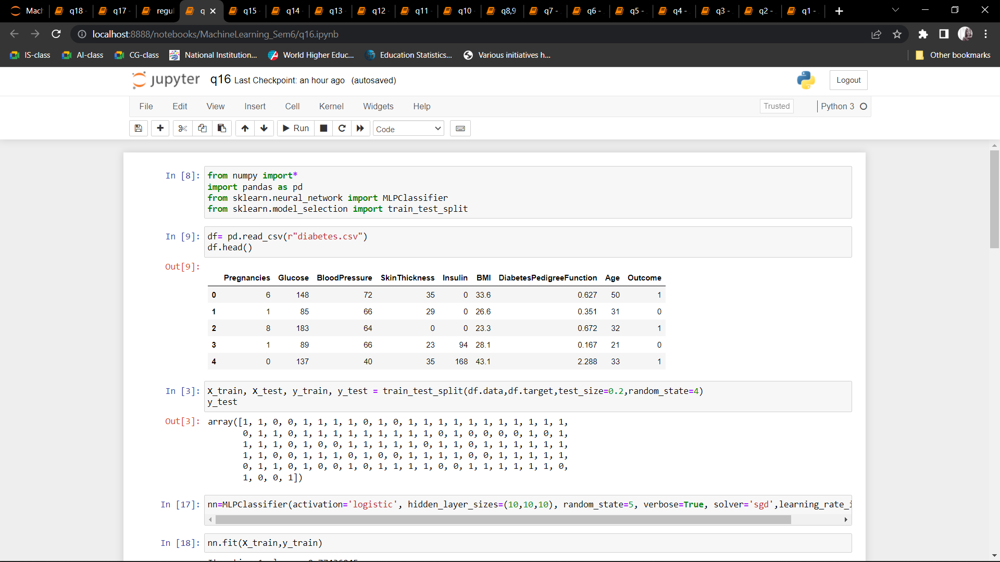 Mach q18 - q17 - regul q q15 - q14 - q13 - q12 - q11 - q10 - q8,9 q7 - q6 - q5 - q4 - q3 - q2 - q1 -
localhost:8888/notebooks/MachineLearning_Sem6/q16.ipynb
IS-class AI-class CG-class National Institution... World Higher Educ... Education Statistics... Various initiatives h... Other bookmarks
jupyter q16 Last Checkpoint: an hour ago (autosaved) Logout
File Edit View Insert Cell Kernel Widgets Help Trusted Python 3
Run Code
In [8]: from numpy import*
import pandas as pd
from sklearn.neural_network import MLPClassifier
from sklearn.model_selection import train_test_split
In [9]: df= pd.read_csv(r"diabetes.csv")
df.head()
Out[9]:
Pregnancies Glucose BloodPressure SkinThickness Insulin BMI DiabetesPedigreeFunction Age Outcome
0 6 148 72 35 0 33.6 0.627 50 1
1 1 85 66 29 0 26.6 0.351 31 0
2 8 183 64 0 0 23.3 0.672 32 1
3 1 89 66 23 94 28.1 0.167 21 0
4 0 137 40 35 168 43.1 2.288 33 1
In [3]: X_train, X_test, y_train, y_test = train_test_split(df.data,df.target,test_size=0.2,random_state=4)
y_test
Out[3]: array([1, 1, 0, 0, 1, 1, 1, 1, 0, 1, 0, 1, 1, 1, 1, 1, 1, 1, 1, 1, 1, 1,
0, 1, 1, 0, 1, 1, 1, 1, 1, 1, 1, 1, 1, 0, 1, 0, 0, 0, 0, 1, 0, 1,
1, 1, 1, 0, 1, 0, 0, 1, 1, 1, 1, 1, 0, 1, 1, 0, 1, 1, 1, 1, 1, 1,
1, 1, 0, 0, 1, 1, 1, 0, 1, 0, 0, 1, 1, 1, 1, 0, 0, 1, 1, 1, 1, 1,
0, 1, 1, 0, 1, 0, 0, 1, 0, 1, 1, 1, 1, 0, 0, 1, 1, 1, 1, 1, 1, 0,
1, 0, 0, 1])
In [17]: nn=MLPClassifier(activation='logistic', hidden_layer_sizes=(10,10,10), random_state=5, verbose=True, solver='sgd',learning_rate_i
In [18]: nn.fit(X_train,y_train)